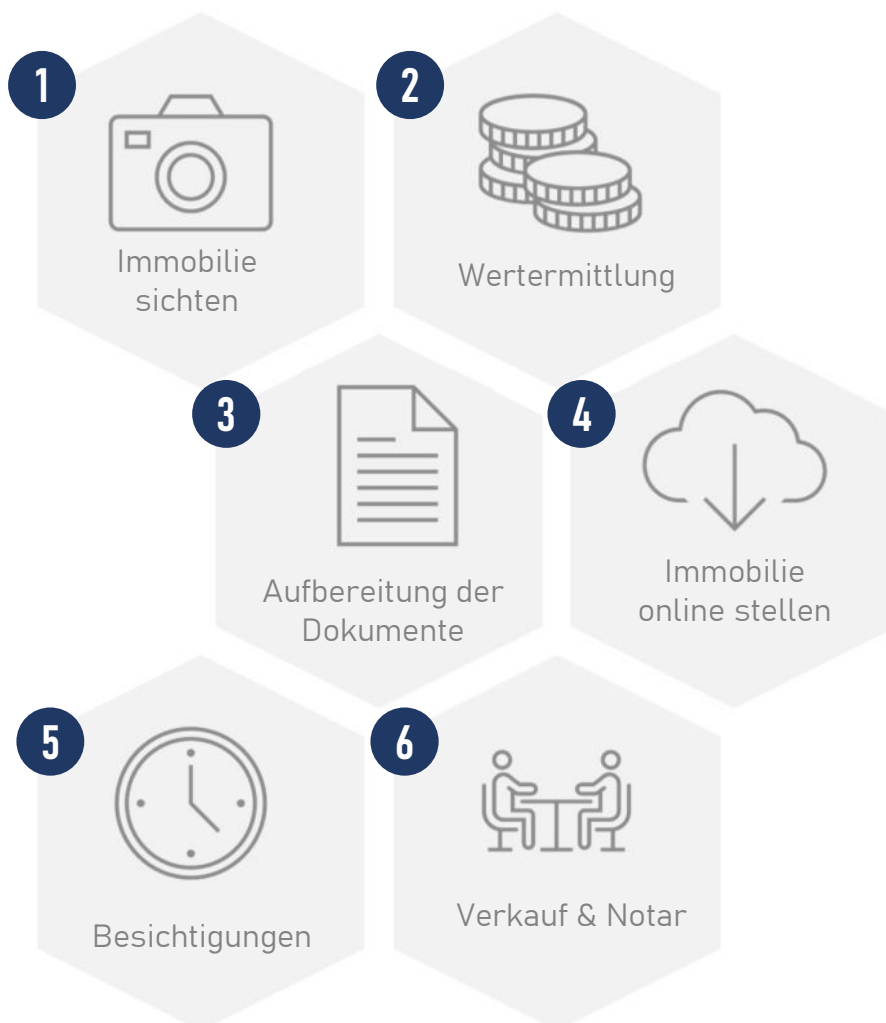 1
Immobilie
sichten
2
Wertermittlung
3
Aufbereitung der
Dokumente
4
Immobilie
online stellen
5
Besichtigungen
6
Verkauf & Notar